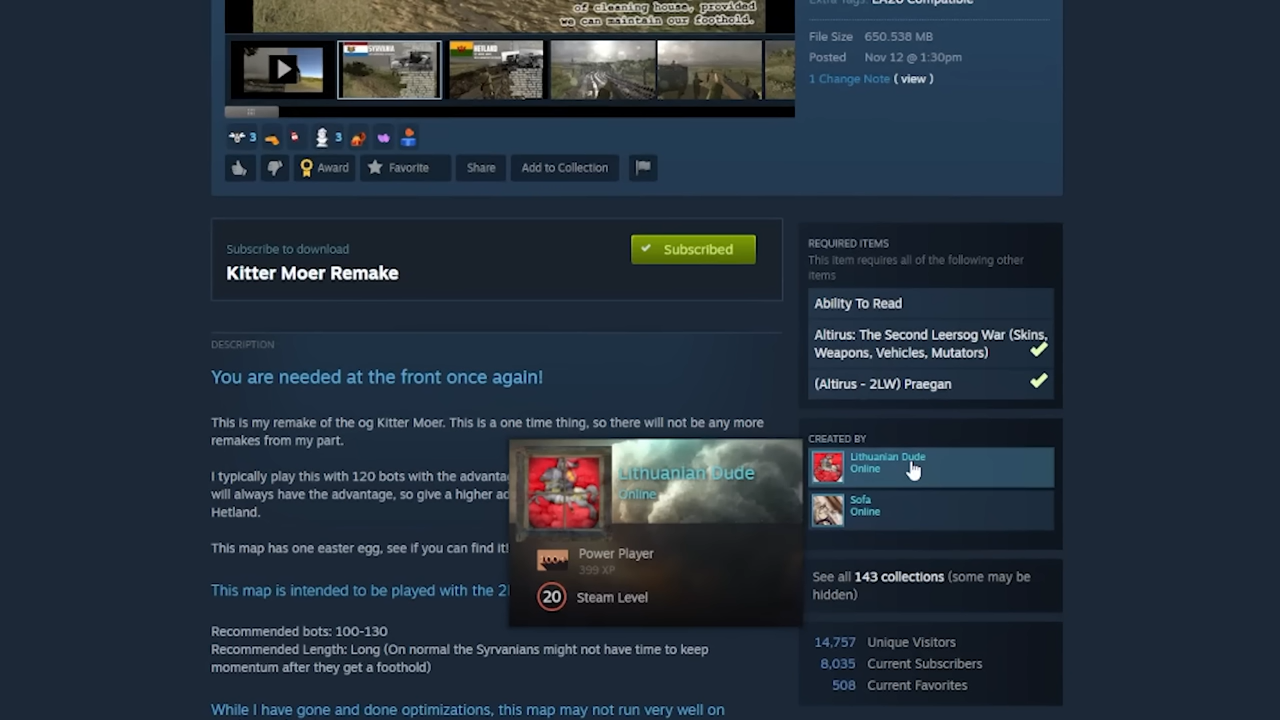 of cleaning house, provided
we can maintain our foothold.
SYRVANIA
HETLAND
3
3
Award
Favorite
Share
Add to Collection
File Size 650.538 MB
Posted Nov 12 @ 1:30pm
1 Change Note ( view )
Subscribe to download
Kitter Moer Remake
Subscribed
DESCRIPTION
You are needed at the front once again!
This is my remake of the og Kitter Moer. This is a one time thing, so there will not be any more
remakes from my part.
I typically play this with 120 bots with the
will always have the advantage, so give a higher
Hetland.
This map has one easter egg, see if you can find it!
This map is intended to be played with the
Recommended bots: 100-130
Recommended Length: Long (On normal the Syrvanians might not have time to keep
momentum after they get a foothold)
While I have gone and done optimizations, this map may not run very well on
Lithuanian Dude
Online
100+
Power Player
399 XP
20 Steam Level
REQUIRED ITEMS
This item requires all of the following other
items
Ability To Read
Altirus: The Second Leersog War (Skins,
Weapons, Vehicles, Mutators)
(Altirus - 2LW) Praegan
CREATED BY
Lithuanian Dude
Online
Sofa
Online
See all 143 collections (some may be
hidden)
14,757 Unique Visitors
8,035 Current Subscribers
508 Current Favorites